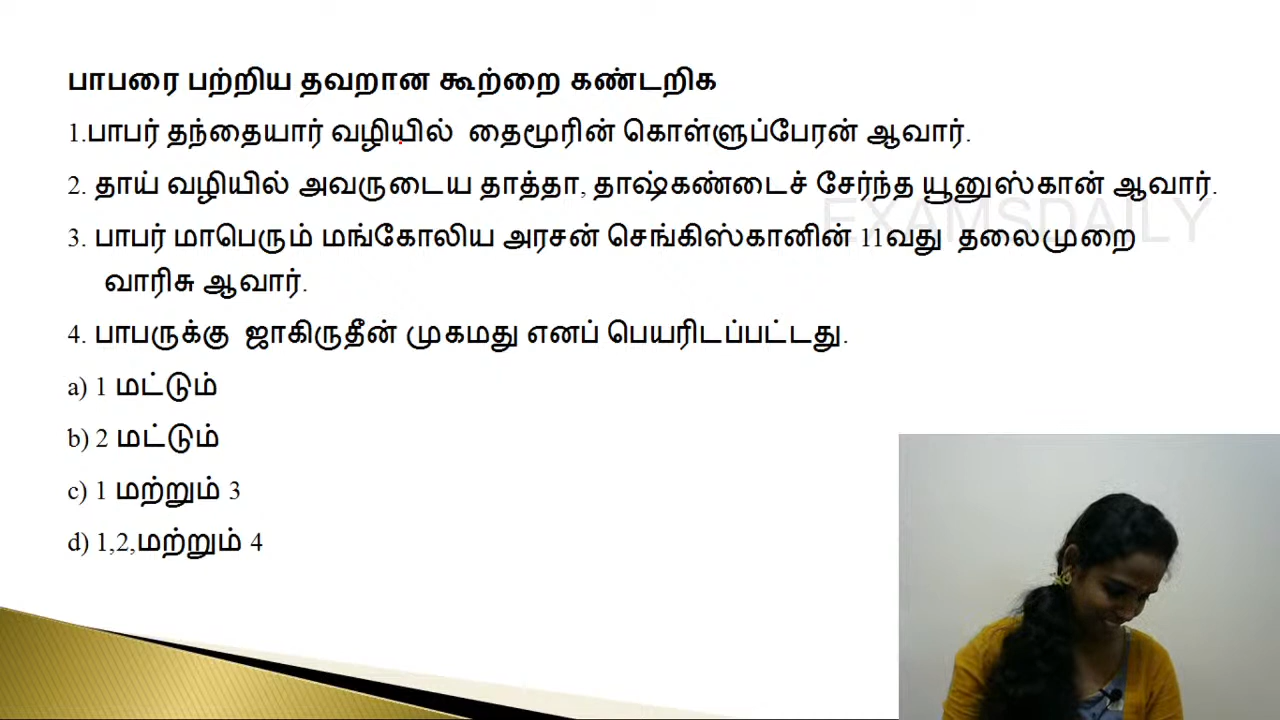 பாபரை பற்றிய தவறான கூற்றை கண்டறிக
1.பாபர் தந்தையார் வழியில் தைமூரின் கொள்ளுப்பேரன் ஆவார்.
2. தாய் வழியில் அவருடைய தாத்தா, தாஷ்கண்டைச் சேர்ந்த யூனுஸ்கான் ஆவார்.
EXAMSDAILY
3. பாபர் மாபெரும் மங்கோலிய அரசன் செங்கிஸ்கானின் 11வது தலைமுறை
வாரிசு ஆவார்.
4. பாபருக்கு ஜாகிருதீன் முகமது எனப் பெயரிடப்பட்டது.
a) 1 மட்டும்
b) 2 மட்டும்
c) 1 மற்றும் 3
d) 1,2,மற்றும் 4